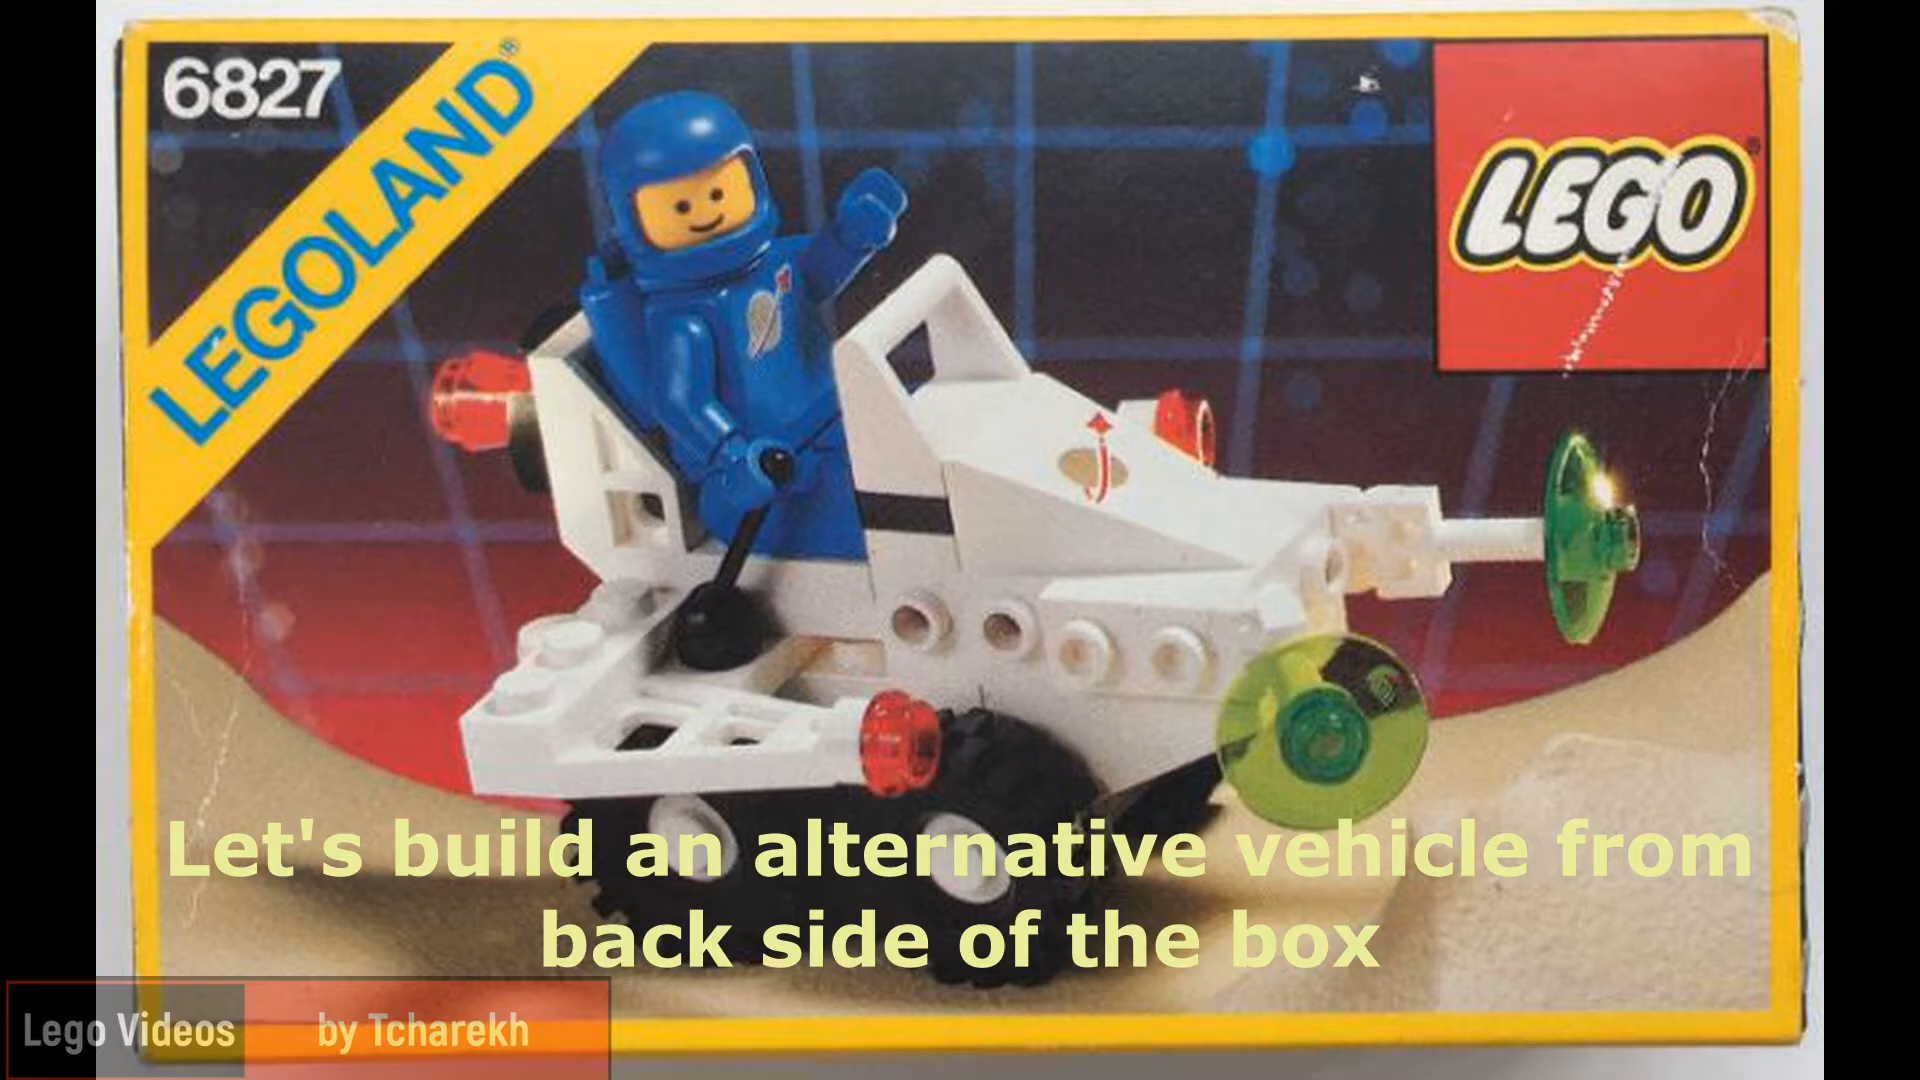 6827
LEGOLAND®
LEGO®
Let's build an alternative vehicle from
back side of the box
Lego Videos by Tcharekh